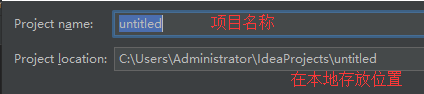 Project name: untitled 项目名称
Project location: C:\Users\Administrator\IdeaProjects\untitled
在本地存放位置